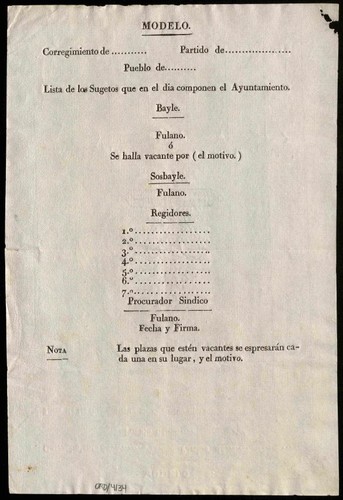 MODELO.
Corregimiento de........... Partido de....................
Pueblo de..........
Lista de los Sugetos que en el dia componen el Ayuntamiento.
Bayle.
Fulano.
ó
Se halla vacante por ( el motivo. )
Sosbayle.
Fulano.
Regidores.
1.º...................
2.º...................
3.º...................
4.º...................
5.º...................
6.º...................
7.º...................
Procurador Sindico
Fulano.
Fecha y Firma.
NOTA Las plazas que estén vacantes se espresarán ca-
da una en su lugar, y el motivo.